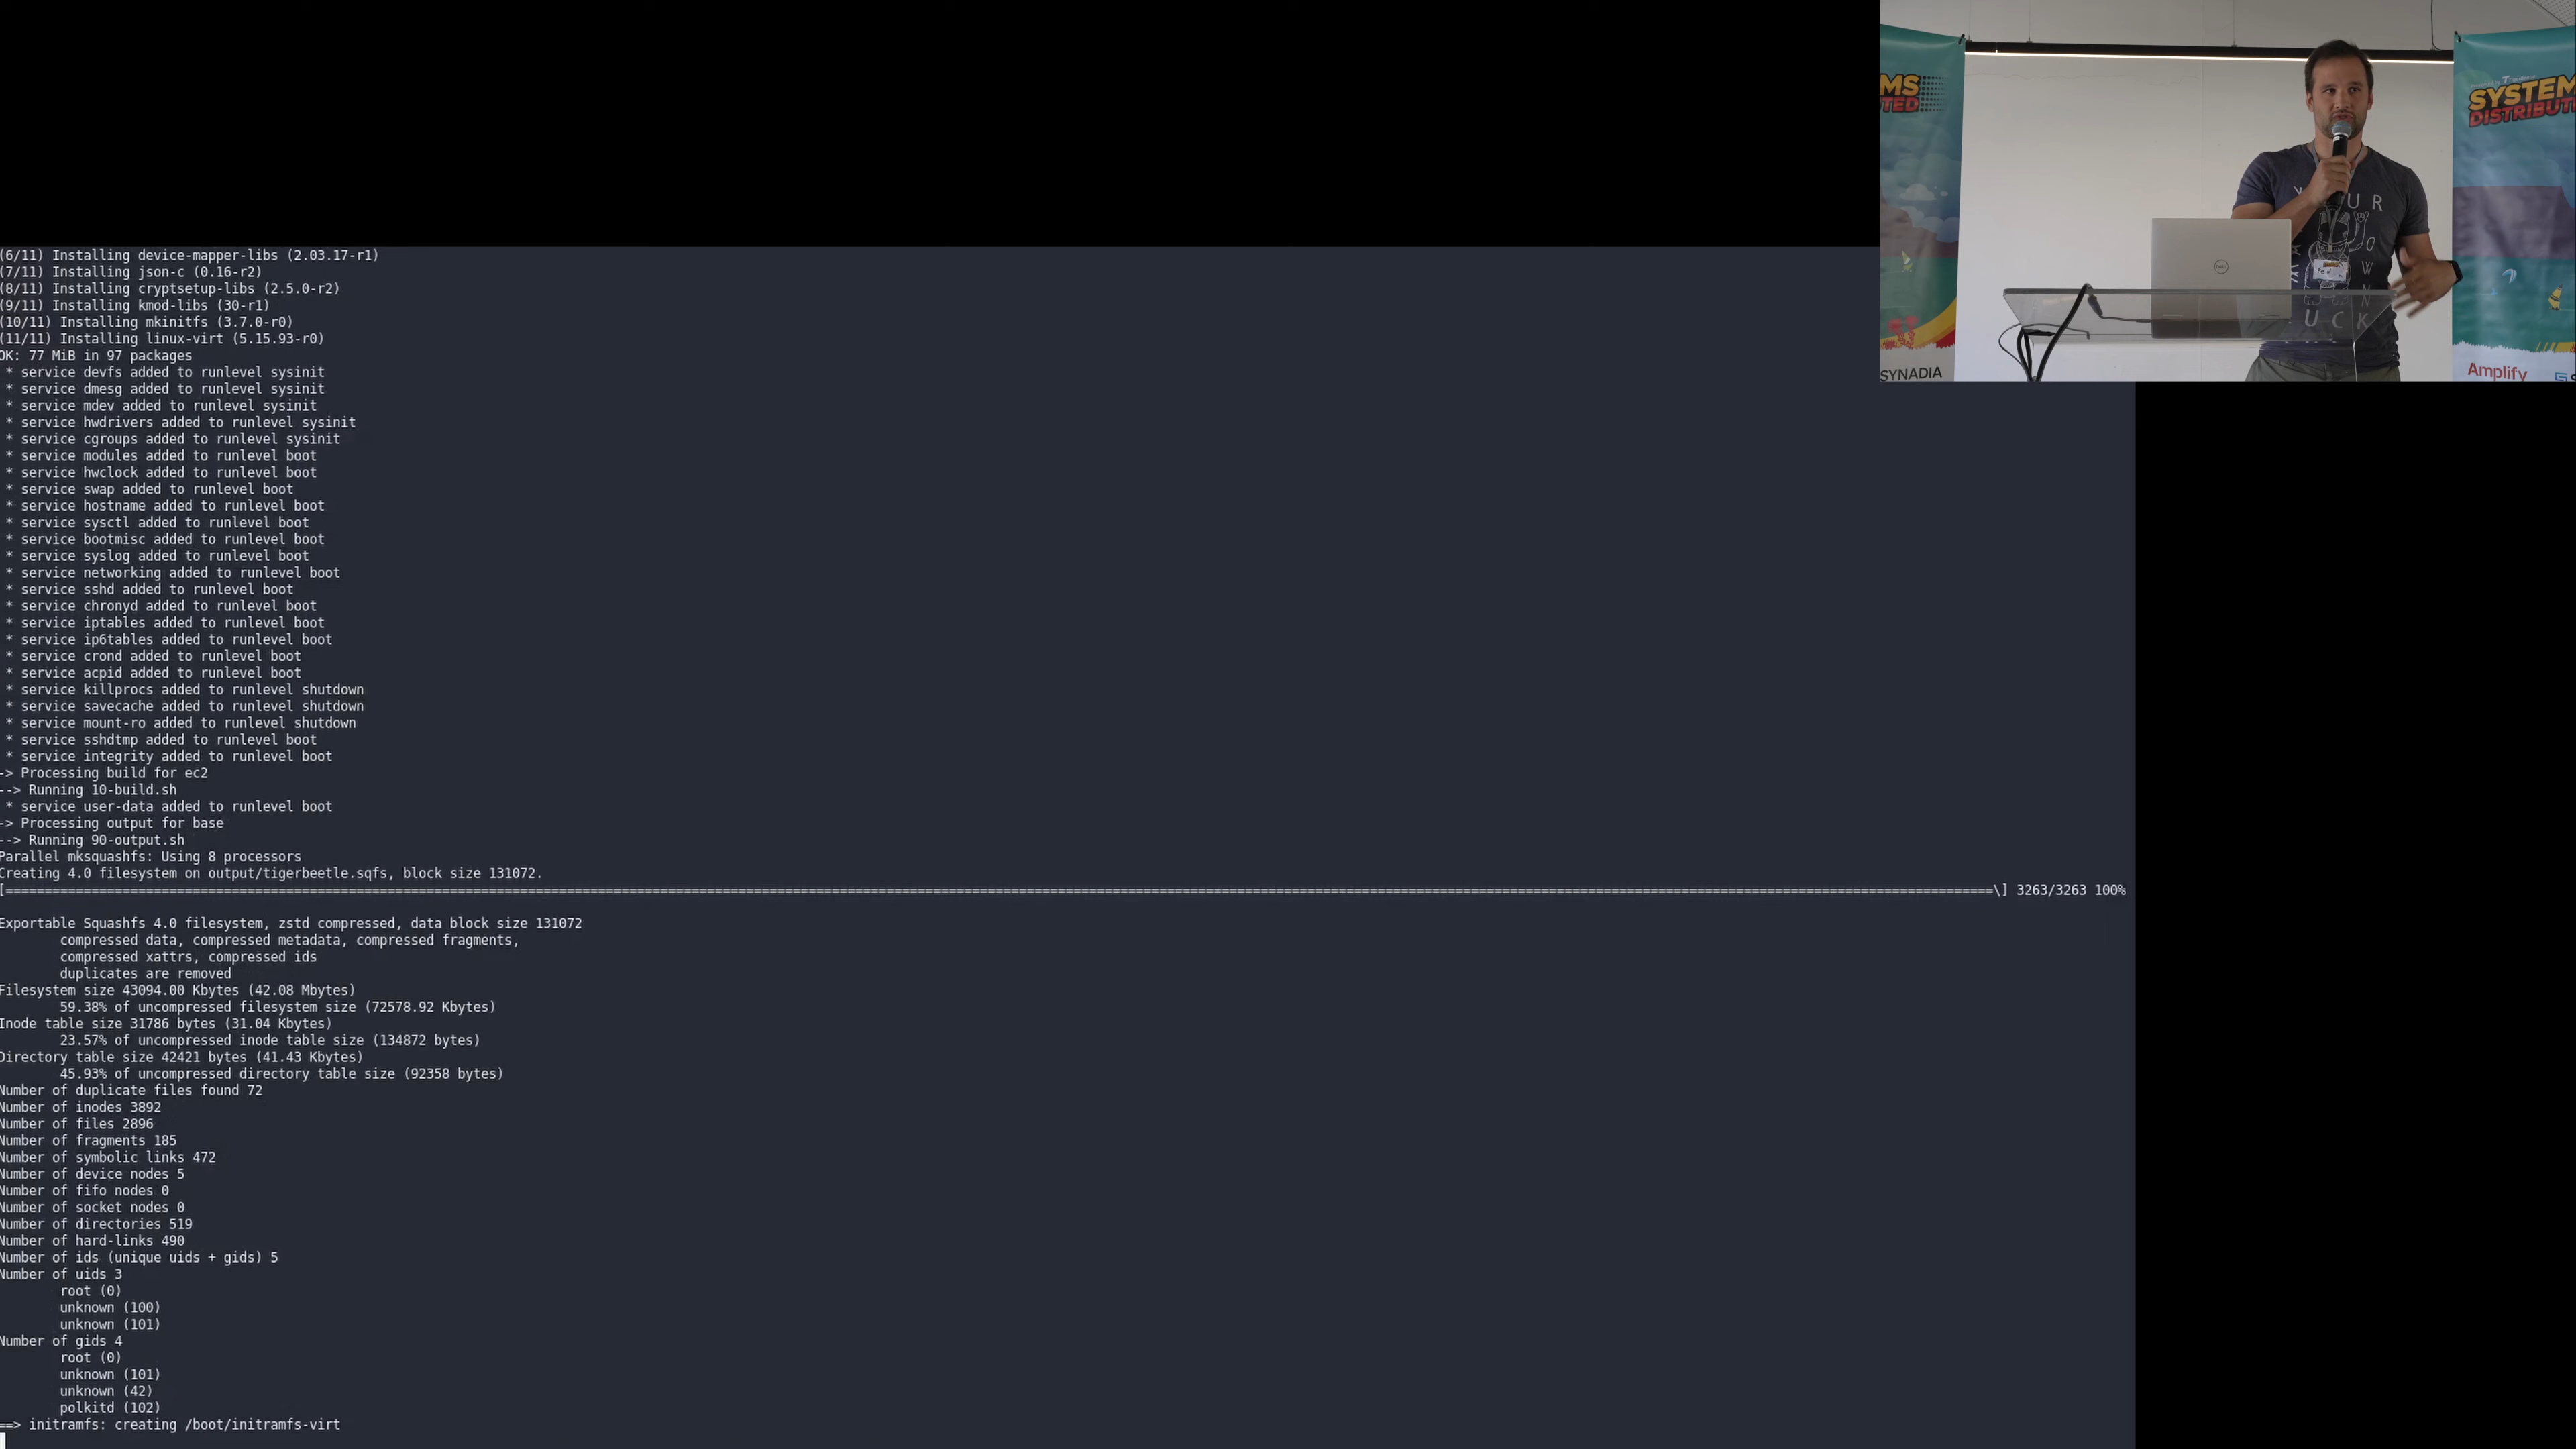 MS
TED
SYSTEM
DISTRIBUT
Y UR
O
W
N
UCK
SYNADIA
Amplify
(6/11) Installing device-mapper-libs (2.03.17-r1)
(7/11) Installing json-c (0.16-r2)
(8/11) Installing cryptsetup-libs (2.5.0-r2)
(9/11) Installing kmod-libs (30-r1)
(10/11) Installing mkinitfs (3.7.0-r0)
(11/11) Installing linux-virt (5.15.93-r0)
OK: 77 MiB in 97 packages
* service devfs added to runlevel sysinit
* service dmesg added to runlevel sysinit
* service mdev added to runlevel sysinit
* service hwdrivers added to runlevel sysinit
* service cgroups added to runlevel sysinit
* service modules added to runlevel boot
* service hwclock added to runlevel boot
* service swap added to runlevel boot
* service hostname added to runlevel boot
* service sysctl added to runlevel boot
* service bootmisc added to runlevel boot
* service syslog added to runlevel boot
* service networking added to runlevel boot
* service sshd added to runlevel boot
* service chronyd added to runlevel boot
* service iptables added to runlevel boot
* service ip6tables added to runlevel boot
* service crond added to runlevel boot
* service acpid added to runlevel boot
* service killprocs added to runlevel shutdown
* service savecache added to runlevel shutdown
* service mount-ro added to runlevel shutdown
* service sshdtmp added to runlevel boot
* service integrity added to runlevel boot
-> Processing build for ec2
--> Running 10-build.sh
* service user-data added to runlevel boot
-> Processing output for base
--> Running 90-output.sh
Parallel mksquashfs: Using 8 processors
Creating 4.0 filesystem on output/tigerbeetle.sqfs, block size 131072.
[=====\] 3263/3263 100%
Exportable Squashfs 4.0 filesystem, zstd compressed, data block size 131072
compressed data, compressed metadata, compressed fragments,
compressed xattrs, compressed ids
duplicates are removed
Filesystem size 43094.00 Kbytes (42.08 Mbytes)
59.38% of uncompressed filesystem size (72578.92 Kbytes)
Inode table size 31786 bytes (31.04 Kbytes)
23.57% of uncompressed inode table size (134872 bytes)
Directory table size 42421 bytes (41.43 Kbytes)
45.93% of uncompressed directory table size (92358 bytes)
Number of duplicate files found 72
Number of inodes 3892
Number of files 2896
Number of fragments 185
Number of symbolic links 472
Number of device nodes 5
Number of fifo nodes 0
Number of socket nodes 0
Number of directories 519
Number of hard-links 490
Number of ids (unique uids + gids) 5
Number of uids 3
root (0)
unknown (100)
unknown (101)
Number of gids 4
root (0)
unknown (101)
unknown (42)
polkitd (102)
==> initramfs: creating /boot/initramfs-virt